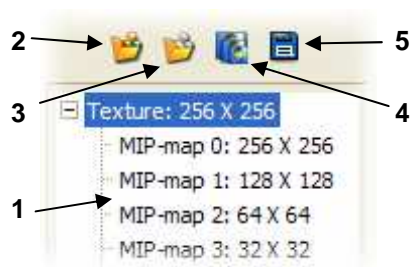 2
5
3
4
Texture: 256 X 256
MIP-map 0: 256 X 256
MIP-map 1: 128 X 128
1
MIP-map 2: 64 X 64
MIP-map 3: 32 X 32